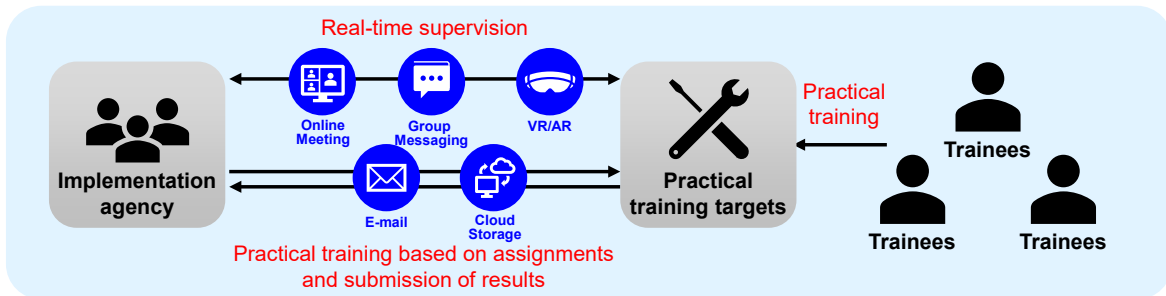 Real-time supervision
Online
Meeting
Group
Messaging
VR/AR
Implementation
agency
E-mail
Cloud
Storage
Practical training based on assignments
and submission of results
Practical
training targets
Practical
training
Trainees
Trainees
Trainees